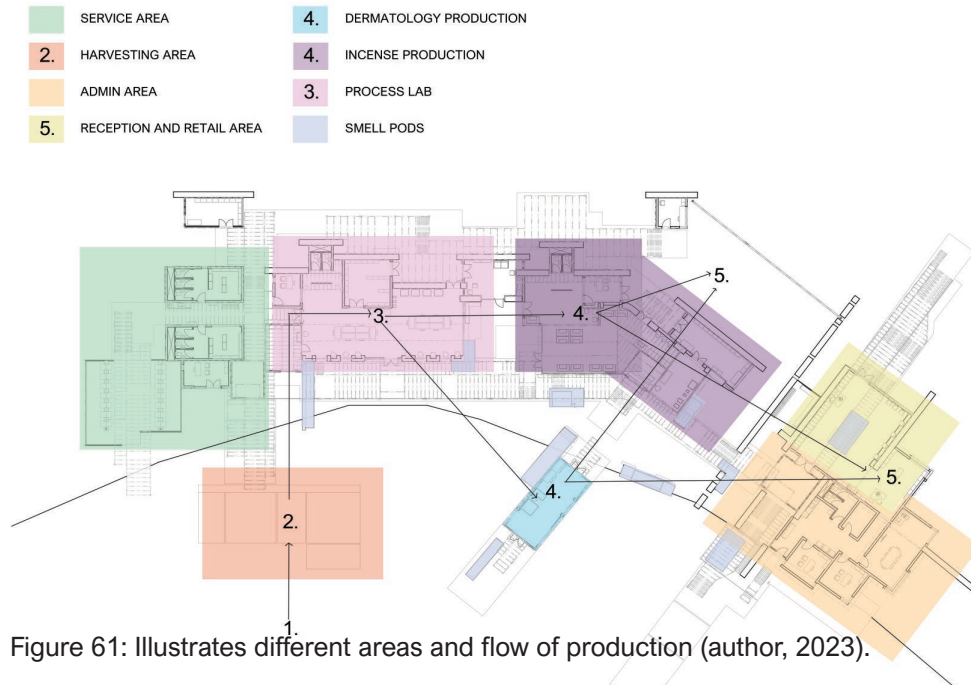 SERVICE AREA
2. HARVESTING AREA
ADMIN AREA
5. RECEPTION AND RETAIL AREA
4. DERMATOLOGY PRODUCTION
4. INCENSE PRODUCTION
3. PROCESS LAB
SMELL PODS
5.
3.
4.
5.
4.
2.
1.
Figure 61: Illustrates different areas and flow of production (author, 2023).